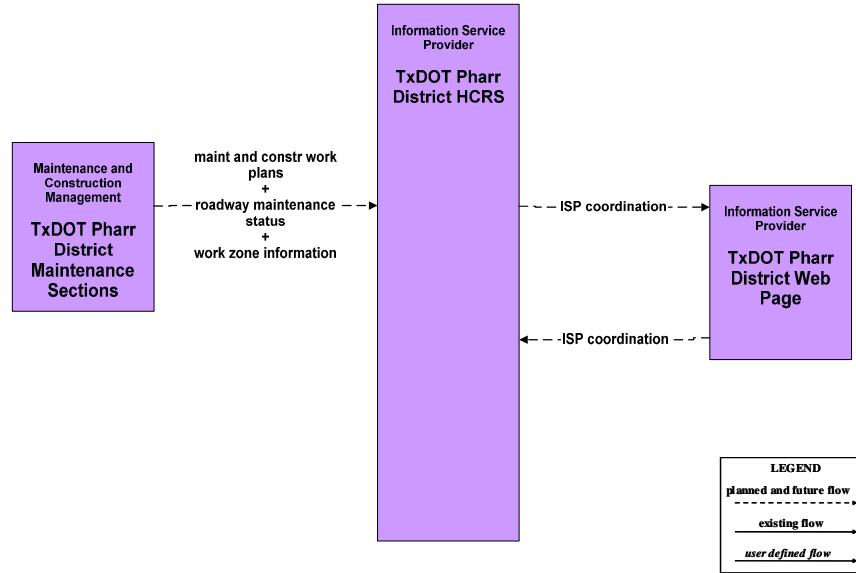 Maintenance and
Construction
Management
TxDOT Pharr
District
Maintenance
Sections
maint and constr work
plans
+
roadway maintenance
status
+
work zone information
Information Service
Provider
TxDOT Pharr
District HCRS
ISP coordination
ISP coordination
Information Service
Provider
TxDOT Pharr
District Web
Page
LEGEND
planned and future flow
existing flow
user defined flow